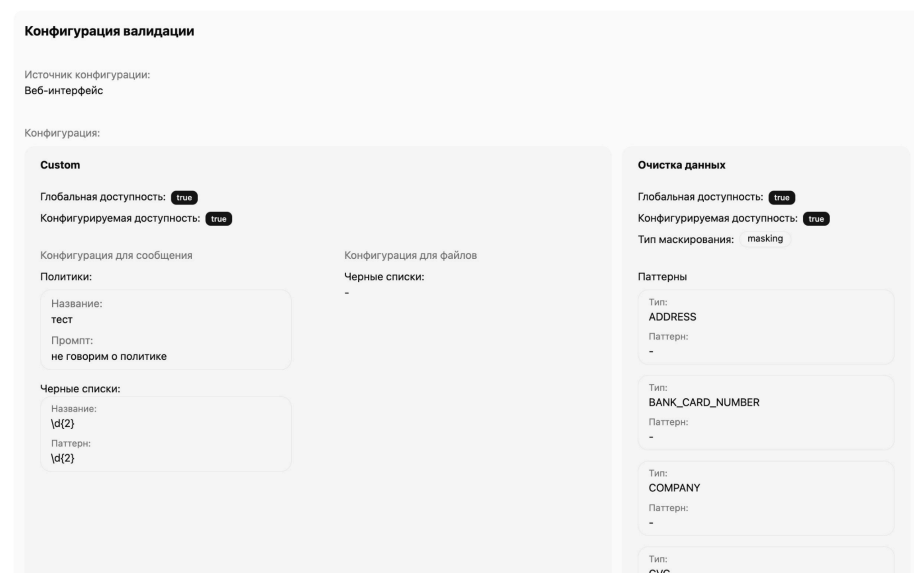 Конфигурация валидации
Источник конфигурации:
Веб-интерфейс
Конфигурация:
Custom
Глобальная доступность: true
Конфигурируемая доступность: true
Конфигурация для сообщения
Политики:
Название:
тест
Промпт:
не говорим о политике
Черные списки:
Название:
\d{2}
Паттерн:
\d{2}
Конфигурация для файлов
Черные списки:
-
Очистка данных
Глобальная доступность: true
Конфигурируемая доступность: true
Тип маскирования: masking
Паттерны
Тип:
ADDRESS
Паттерн:
-
Тип:
BANK_CARD_NUMBER
Паттерн:
-
Тип:
COMPANY
Паттерн:
-
Тип: